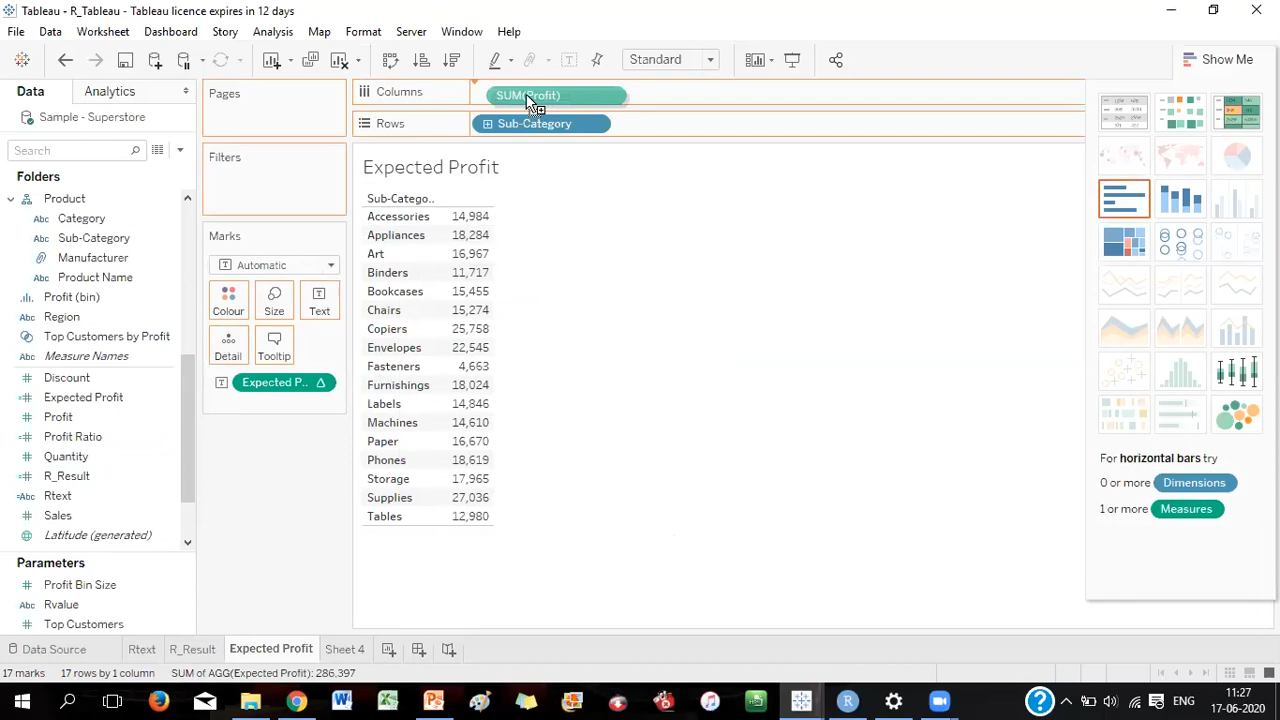 Tableau - R_Tableau - Tableau licence expires in 12 days
File Data Worksheet Dashboard Analysis Story Map Format Server Window Help
Standard
Show Me
Data Analytics
Sample - Superstore
Search
Folders
Product
Category
Sub-Category
Manufacturer
Product Name
Profit (bin)
Region
Top Customers by Profit
Measure Names
Discount
Expected Profit
Profit
Profit Ratio
Quantity
R_Result
Rtext
Sales
Latitude (generated)
Parameters
Profit Bin Size
Rvalue
Top Customers
Pages
Filters
Marks
Automatic
Colour Size Text
Detail Tooltip
Expected P..
Columns SUM(Profit)
Rows Sub-Category
Expected Profit
Sub-Catego..
Accessories 14,984
Appliances 18,284
Art 16,967
Binders 11,717
Bookcases 15,455
Chairs 15,274
Copiers 25,758
Envelopes 22,545
Fasteners 4,663
Furnishings 18,024
Labels 14,846
Machines 14,610
Paper 16,670
Phones 18,619
Storage 17,965
Supplies 27,036
Tables 12,980
For horizontal bars try
0 or more Dimensions
1 or more Measures
Data Source Rtext R_Result Expected Profit Sheet 4
17 marks 17 rows by 1 column SUM of AGG(Expected Profit): 286,397
ENG
11:27
17-06-2020